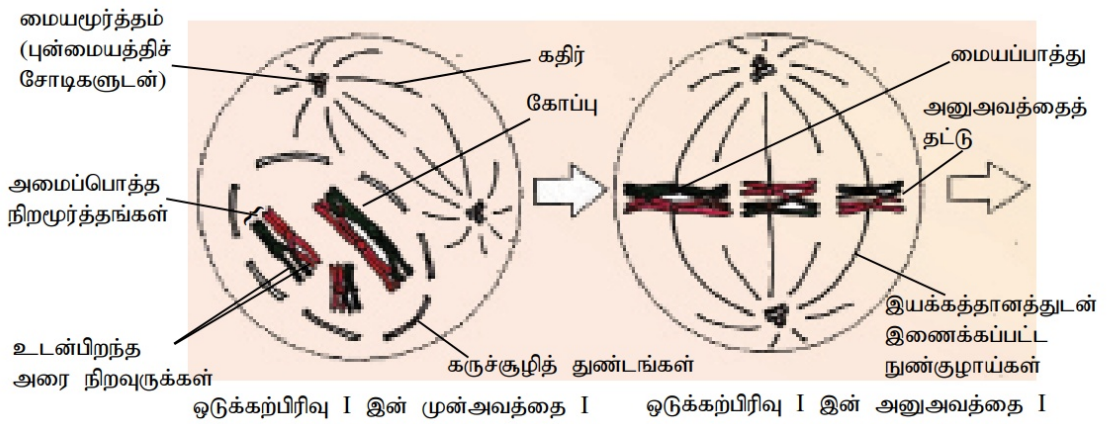 மையமூர்த்தம்
(புன்மையத்திச்
சோடிகளுடன்)
கதிர்
கோப்பு
அமைப்பொத்த
நிறமூர்த்தங்கள்
உடன்பிறந்த
அரை நிறவுருக்கள்
கருச்சூழித் துண்டங்கள்
ஒடுக்கற்பிரிவு I இன் முன்அவத்தை I
மையப்பாத்து
அனுஅவத்தைத்
தட்டு
இயக்கத்தானத்துடன்
இணைக்கப்பட்ட
நுண்குழாய்கள்
ஒடுக்கற்பிரிவு I இன் அனுஅவத்தை I